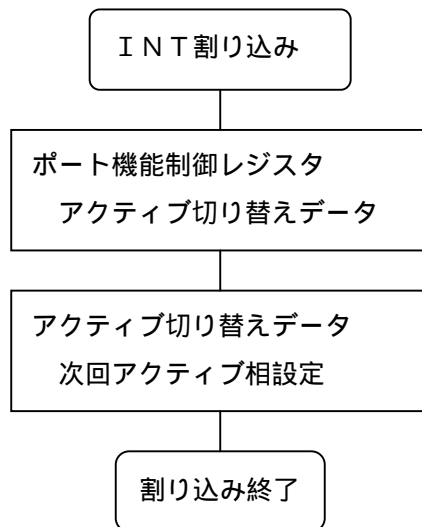 ＩＮＴ割り込み
ポート機能制御レジスタ
アクティブ切り替えデータ
アクティブ切り替えデータ
次回アクティブ相設定
割り込み終了